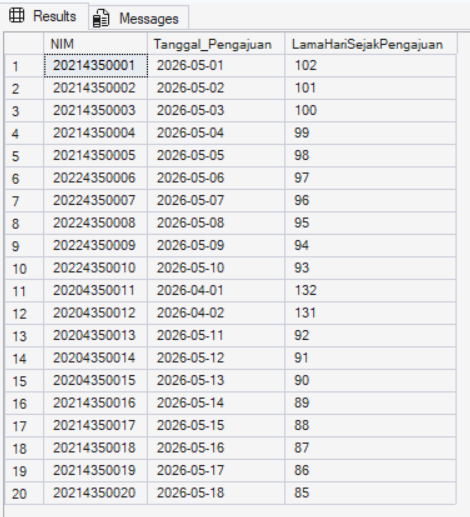 Results Messages
NIM Tanggal_Pengajuan LamaHariSejakPengajuan
1 20214350001 2026-05-01 102
2 20214350002 2026-05-02 101
3 20214350003 2026-05-03 100
4 20214350004 2026-05-04 99
5 20214350005 2026-05-05 98
6 20224350006 2026-05-06 97
7 20224350007 2026-05-07 96
8 20224350008 2026-05-08 95
9 20224350009 2026-05-09 94
10 20224350010 2026-05-10 93
11 20204350011 2026-04-01 132
12 20204350012 2026-04-02 131
13 20204350013 2026-05-11 92
14 20204350014 2026-05-12 91
15 20204350015 2026-05-13 90
16 20214350016 2026-05-14 89
17 20214350017 2026-05-15 88
18 20214350018 2026-05-16 87
19 20214350019 2026-05-17 86
20 20214350020 2026-05-18 85